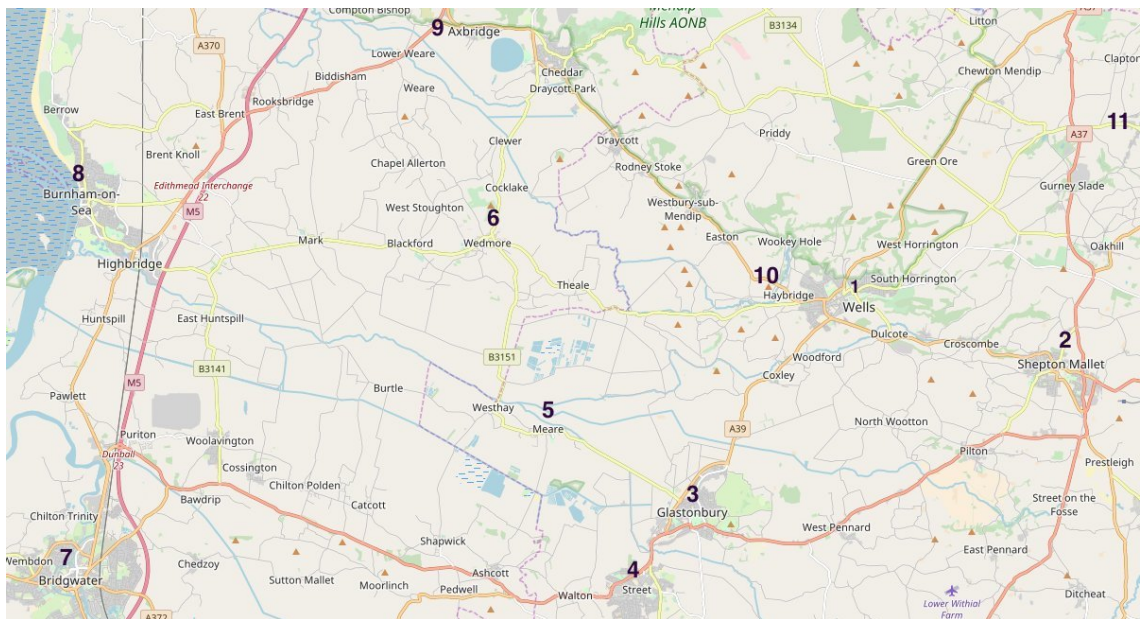 Compton Bishop
9
Axbridge
Mendip
Hills AONB
B3134
Litton
A37
A370
Lower Weare
Biddisham
Weare
Cheddar
Draycott Park
Chewton Mendip
Clapton
Berrow
East Brent
Rooksbridge
Clewer
Draycott
Priddy
A37
11
Brent Knoll
Chapel Allerton
Rodney Stoke
Green Ore
8
Burnham-on-
Sea
Edithmead Interchange
22
M5
Cocklake
West Stoughton
6
Westbury-sub-
Mendip
Gurney Slade
Mark
Blackford
Wedmore
Easton
Wookey Hole
West Horrington
Oakhill
Highbridge
Theale
10
Haybridge
1
South Horrington
Wells
Huntspill
East Huntspill
Dulcote
Croscombe
2
Shepton Mallet
B3151
Woodford
Coxley
M5
B3141
Pawlett
Burtle
Westhay
5
Meare
A39
North Wootton
Puriton
Dunball
23
Woolavington
Cossington
Pilton
Prestleigh
Bawdrip
Chilton Polden
Catcott
3
Glastonbury
Street on the
Fosse
Chilton Trinity
West Pennard
Shapwick
East Pennard
7
Wembdon
Bridgwater
Chedzoy
Sutton Mallet
Moorlinch
Ashcott
Pedwell
4
Street
Walton
Lower Withial
Farm
Ditcheat
A372